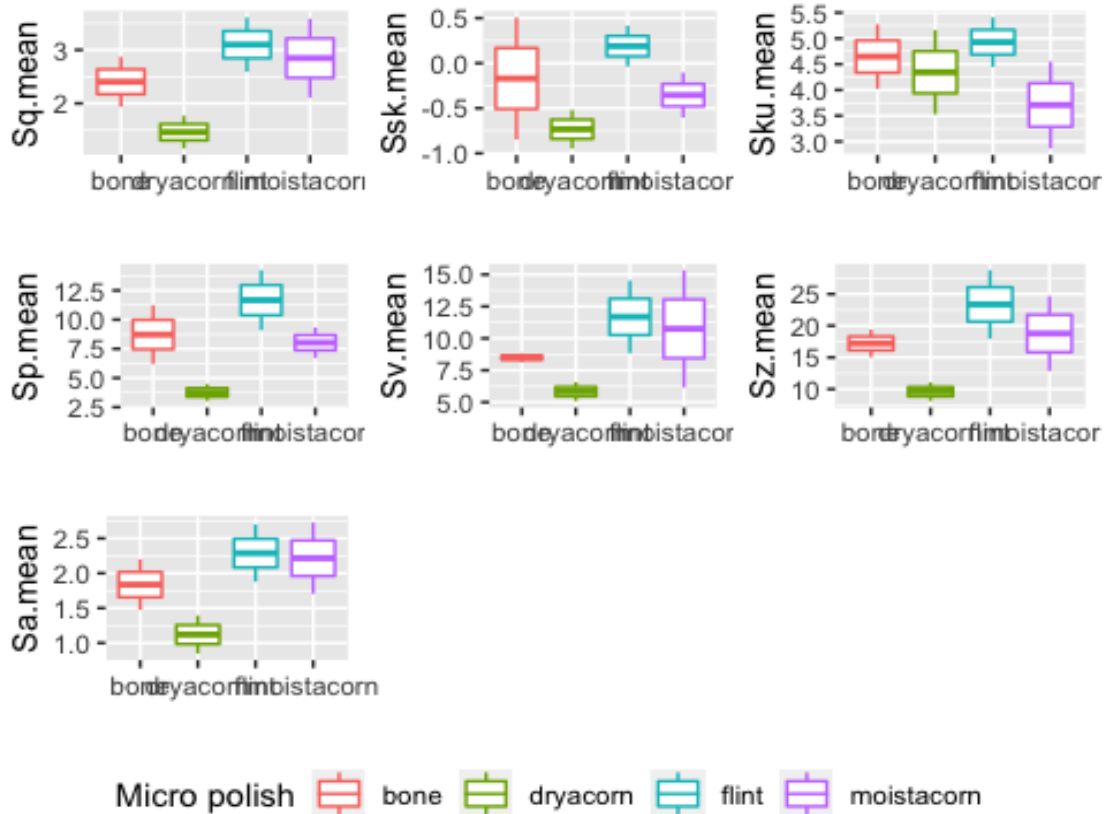 Sq.mean
3
2
bone dryacorn flint moistacorn
Ssk.mean
0.5
0.0
-0.5
-1.0
bone dryacorn flint moistacor
Sku.mean
5.5
5.0
4.5
4.0
3.5
3.0
bone dryacorn flint moistacor
Sp.mean
12.5
10.0
7.5
5.0
2.5
bone dryacorn flint moistacor
Sv.mean
15.0
12.5
10.0
7.5
5.0
bone dryacorn flint moistacor
Sz.mean
25
20
15
10
bone dryacorn flint moistacor
Sa.mean
2.5
2.0
1.5
1.0
bone dryacorn flint moistacorn
Micro polish bone dryacorn flint moistacorn